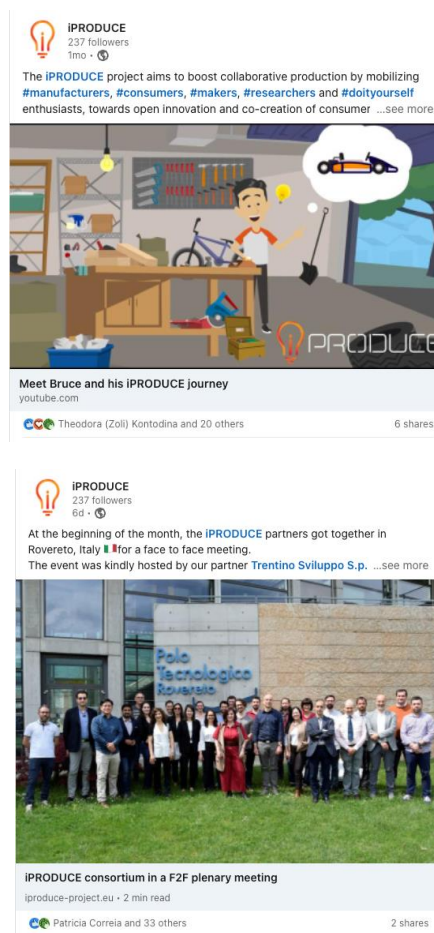 iPRODUCE
237 followers
1mo •
The iPRODUCE project aims to boost collaborative production by mobilizing
#manufacturers, #consumers, #makers, #researchers and #doityourself
enthusiasts, towards open innovation and co-creation of consumer ...see more
PRODUCE
Meet Bruce and his iPRODUCE journey
youtube.com
Theodora (Zoli) Kontodina and 20 others
6 shares
iPRODUCE
237 followers
6d •
At the beginning of the month, the iPRODUCE partners got together in
Rovereto, Italy 🇮🇹for a face to face meeting.
The event was kindly hosted by our partner Trentino Sviluppo S.p. ...see more
Polo
Tecnologico
Rovereto
iPRODUCE consortium in a F2F plenary meeting
iproduce-project.eu • 2 min read
Patricia Correia and 33 others
2 shares